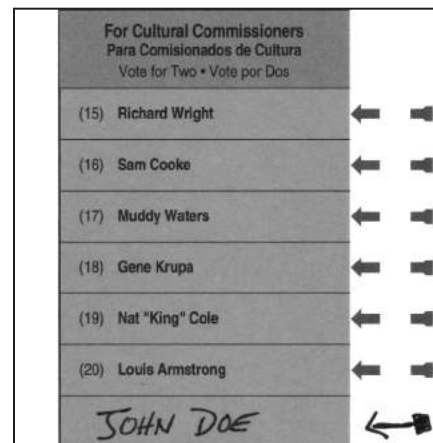 For Cultural Commissioners
Para Comisionados de Cultura
Vote for Two • Vote por Dos
(15) Richard Wright
(16) Sam Cooke
(17) Muddy Waters
(18) Gene Krupa
(19) Nat "King" Cole
(20) Louis Armstrong
JOHN DOE